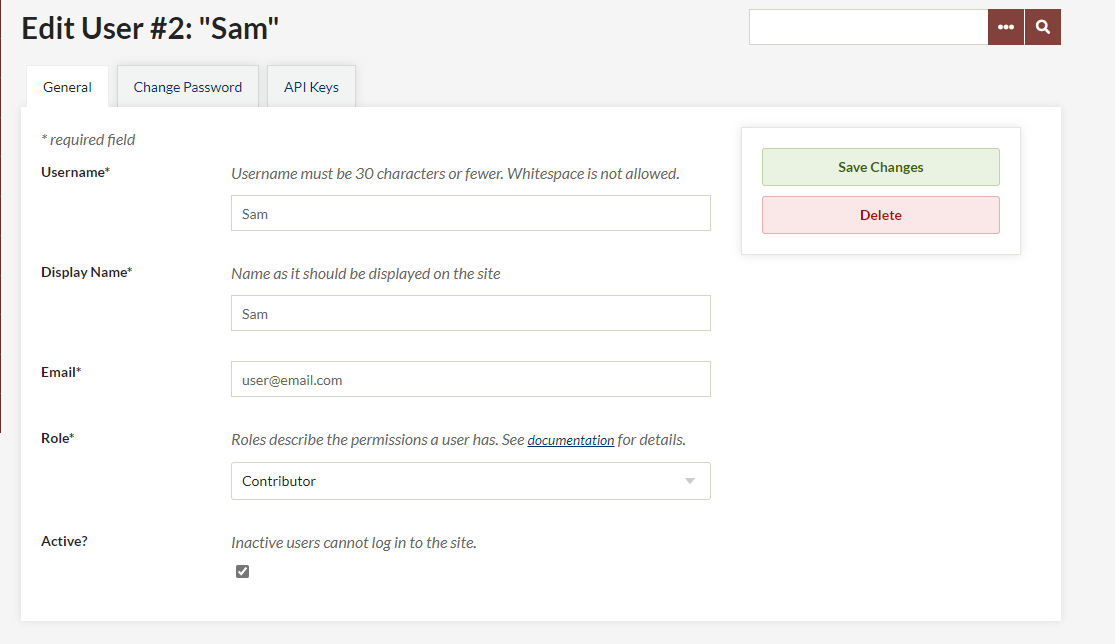 Edit User #2: "Sam"
General
Change Password
API Keys
* required field
Username*
Username must be 30 characters or fewer. Whitespace is not allowed.
Sam
Display Name*
Name as it should be displayed on the site
Sam
Email*
user@email.com
Role*
Roles describe the permissions a user has. See documentation for details.
Contributor
Active?
Inactive users cannot log in to the site.
Save Changes
Delete